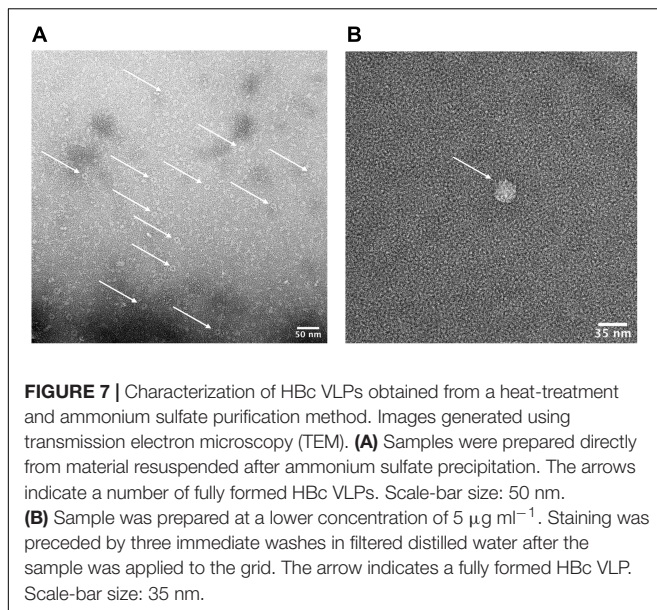 A
B
50 nm
35 nm
FIGURE 7 | Characterization of HBc VLPs obtained from a heat-treatment
and ammonium sulfate purification method. Images generated using
transmission electron microscopy (TEM). (A) Samples were prepared directly
from material resuspended after ammonium sulfate precipitation. The arrows
indicate a number of fully formed HBc VLPs. Scale-bar size: 50 nm.
(B) Sample was prepared at a lower concentration of 5 μg ml⁻¹. Staining was
preceded by three immediate washes in filtered distilled water after the
sample was applied to the grid. The arrow indicates a fully formed HBc VLP.
Scale-bar size: 35 nm.